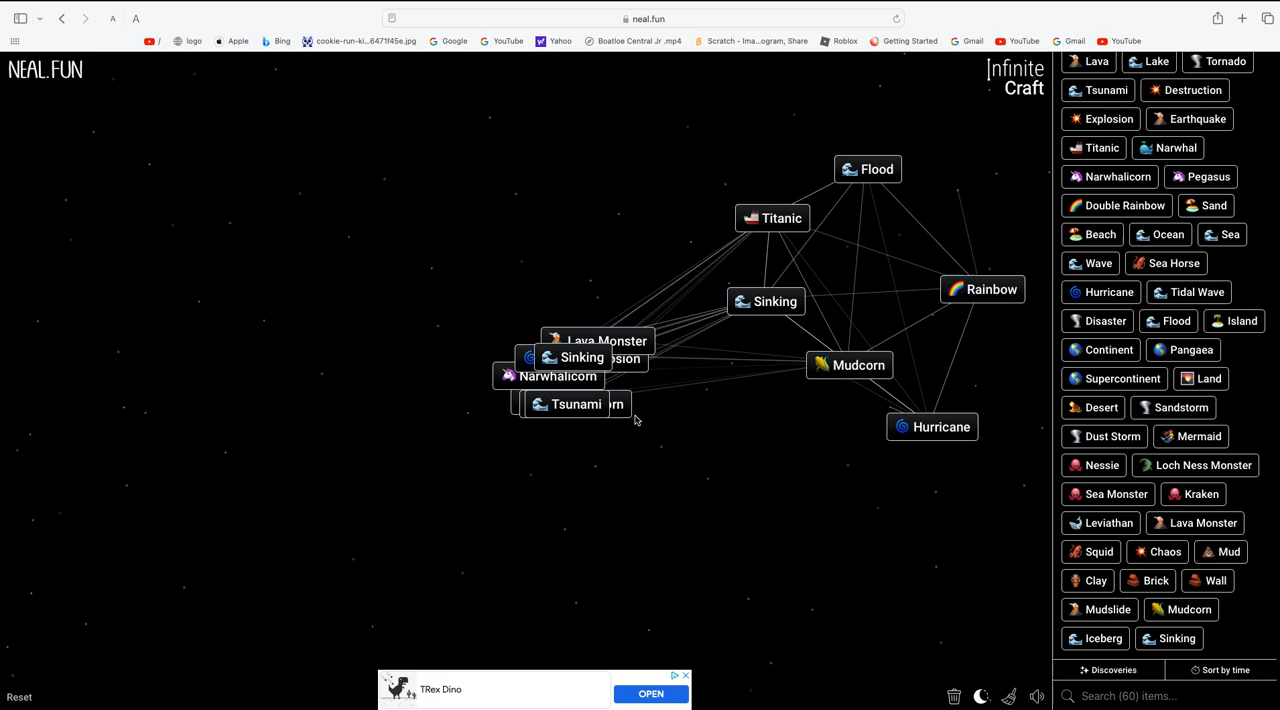 A A neal.fun
/ logo Apple Bing cookie-run-ki...6471f45e.jpg Google YouTube Yahoo Boatloe Central Jr .mp4 Scratch - Ima...ogram, Share Roblox Getting Started Gmail YouTube Gmail YouTube
NEAL.FUN
Infinite
Craft
Flood
Titanic
Rainbow
Sinking
Lava Monster
Sinking osion
Mudcorn
Narwhalicorn
Tsunami orn
Hurricane
Lava Lake Tornado
Tsunami Destruction
Explosion Earthquake
Titanic Narwhal
Narwhalicorn Pegasus
Double Rainbow Sand
Beach Ocean Sea
Wave Sea Horse
Hurricane Tidal Wave
Disaster Flood Island
Continent Pangaea
Supercontinent Land
Desert Sandstorm
Dust Storm Mermaid
Nessie Loch Ness Monster
Sea Monster Kraken
Leviathan Lava Monster
Squid Chaos Mud
Clay Brick Wall
Mudslide Mudcorn
Iceberg Sinking
Discoveries Sort by time
Search (60) items...
TRex Dino
OPEN
Reset